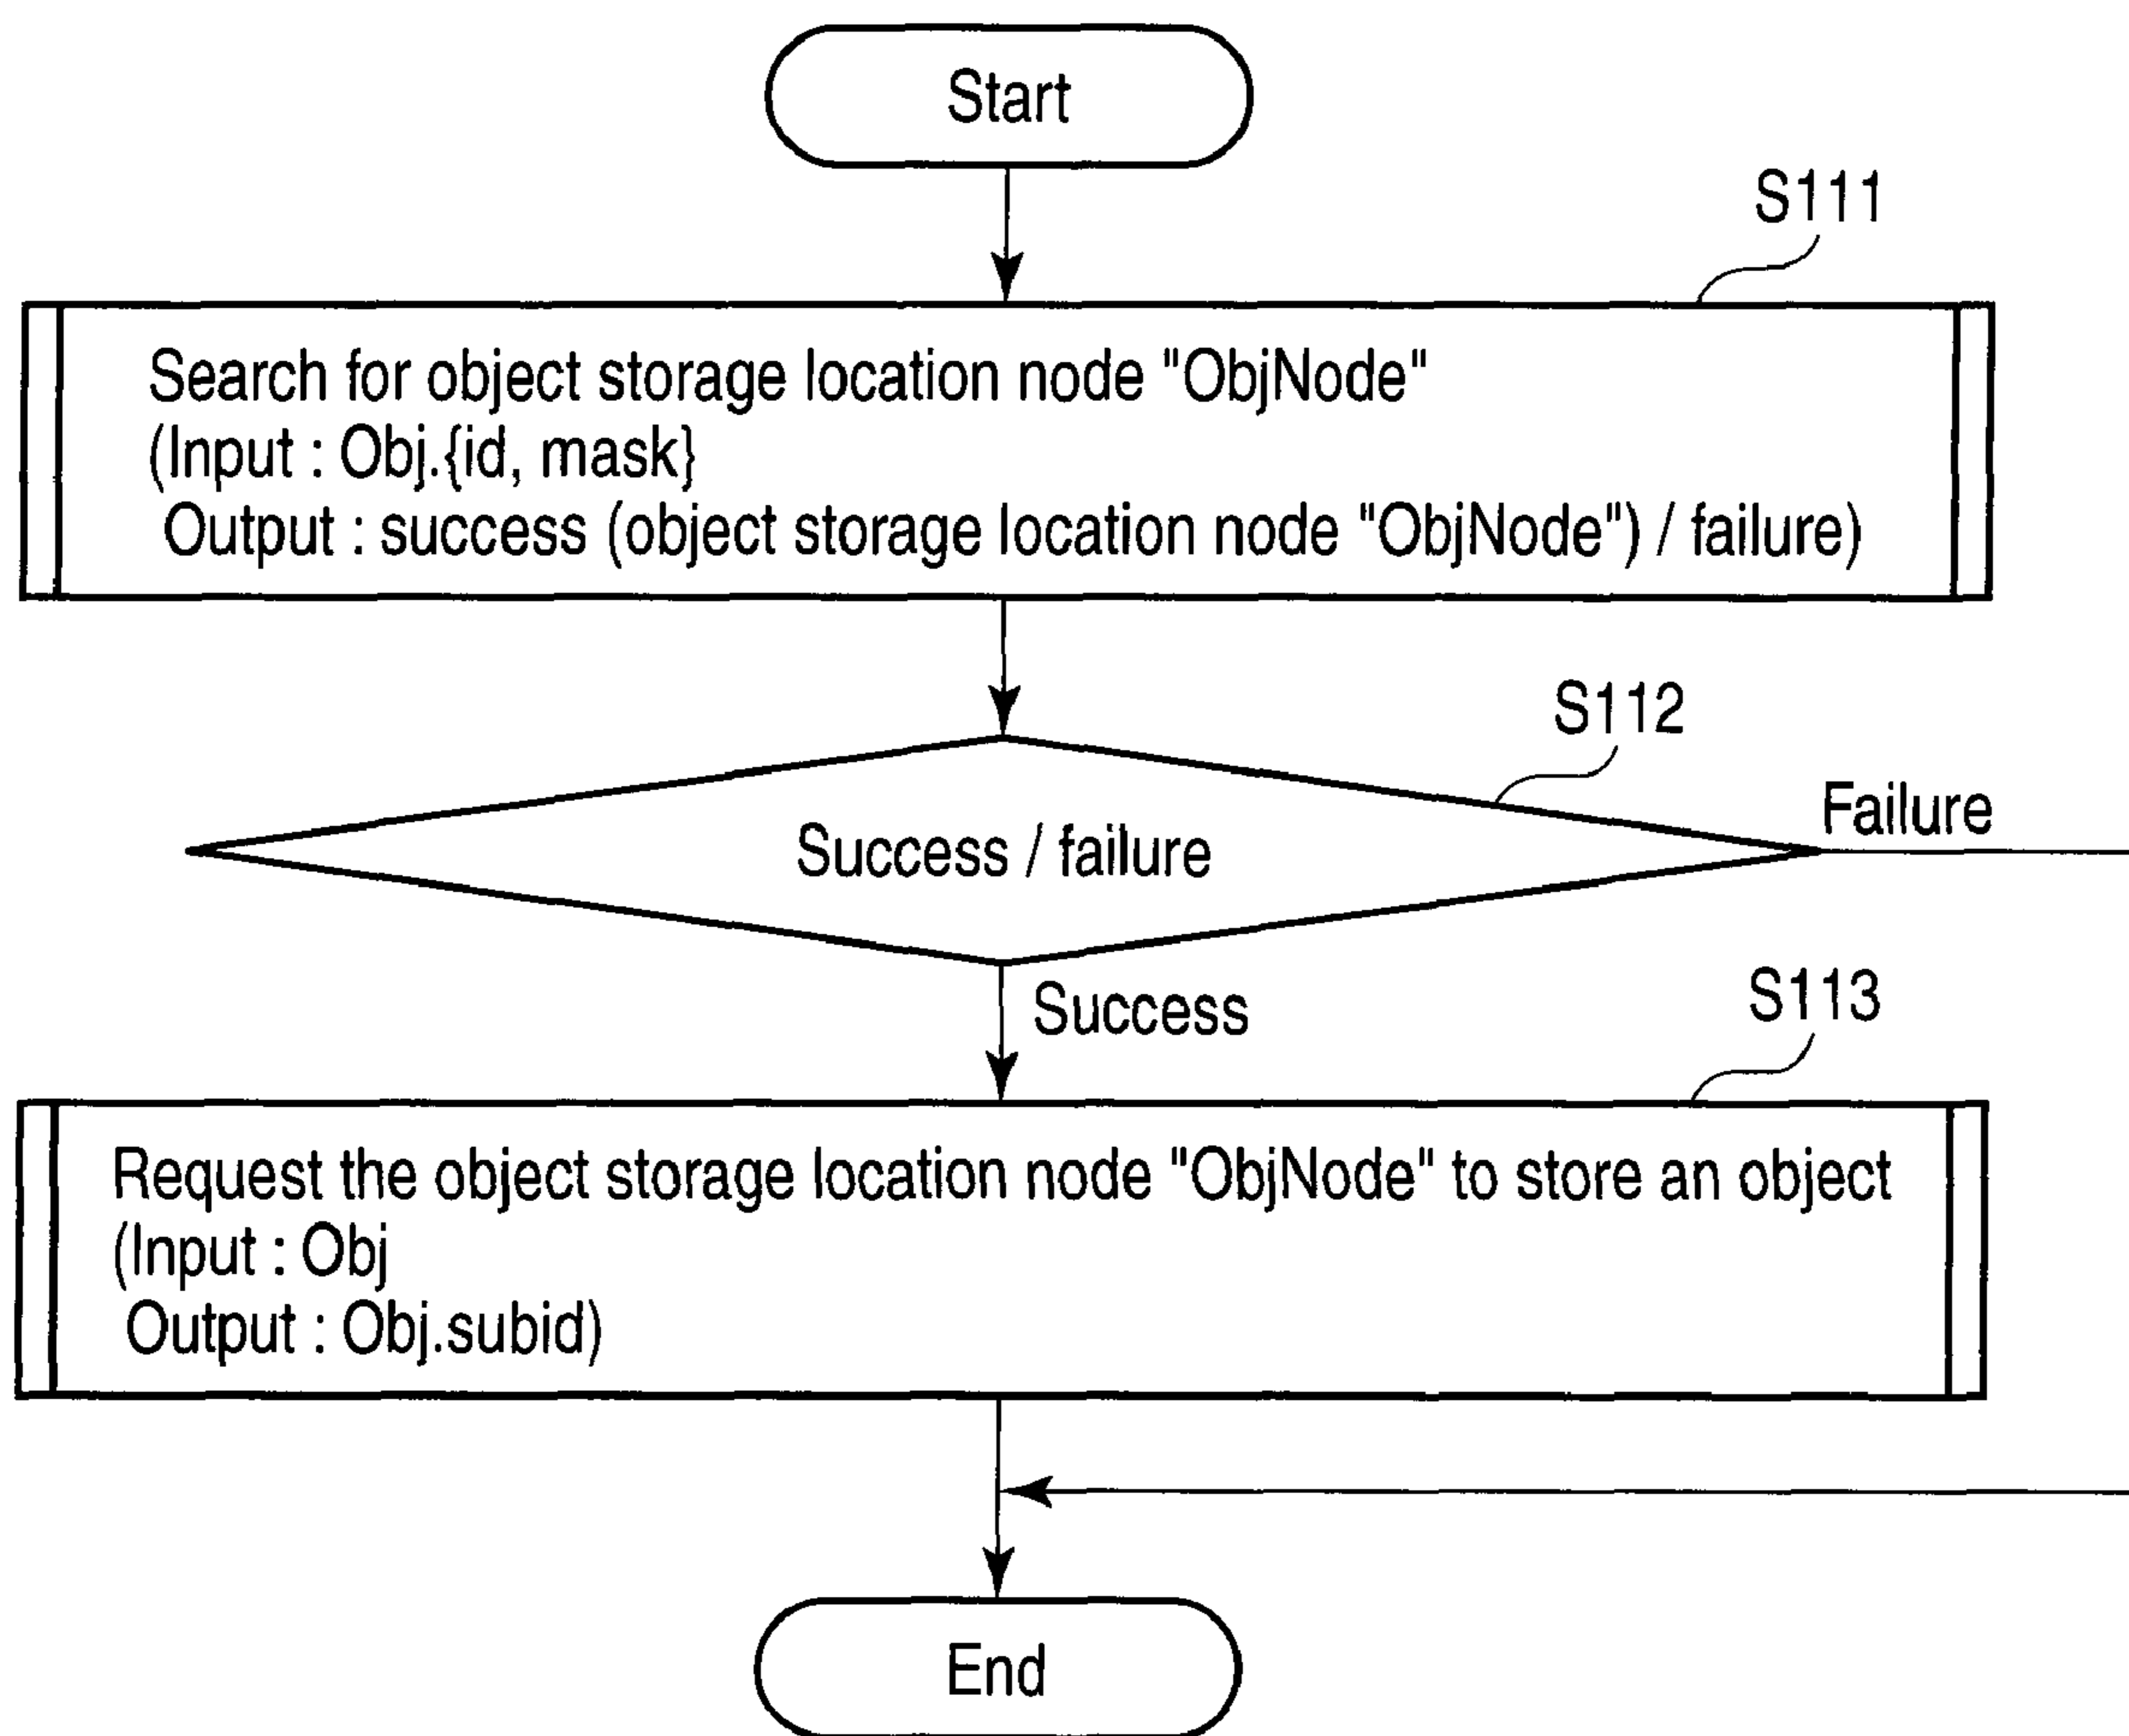 Start
S111
Search for object storage location node "ObjNode"
(Input : Obj.{id, mask}
Output : success (object storage location node "ObjNode") / failure)
S112
Failure
Success / failure
Success
S113
Request the object storage location node "ObjNode" to store an object
(Input : Obj
Output : Obj.subid)
End